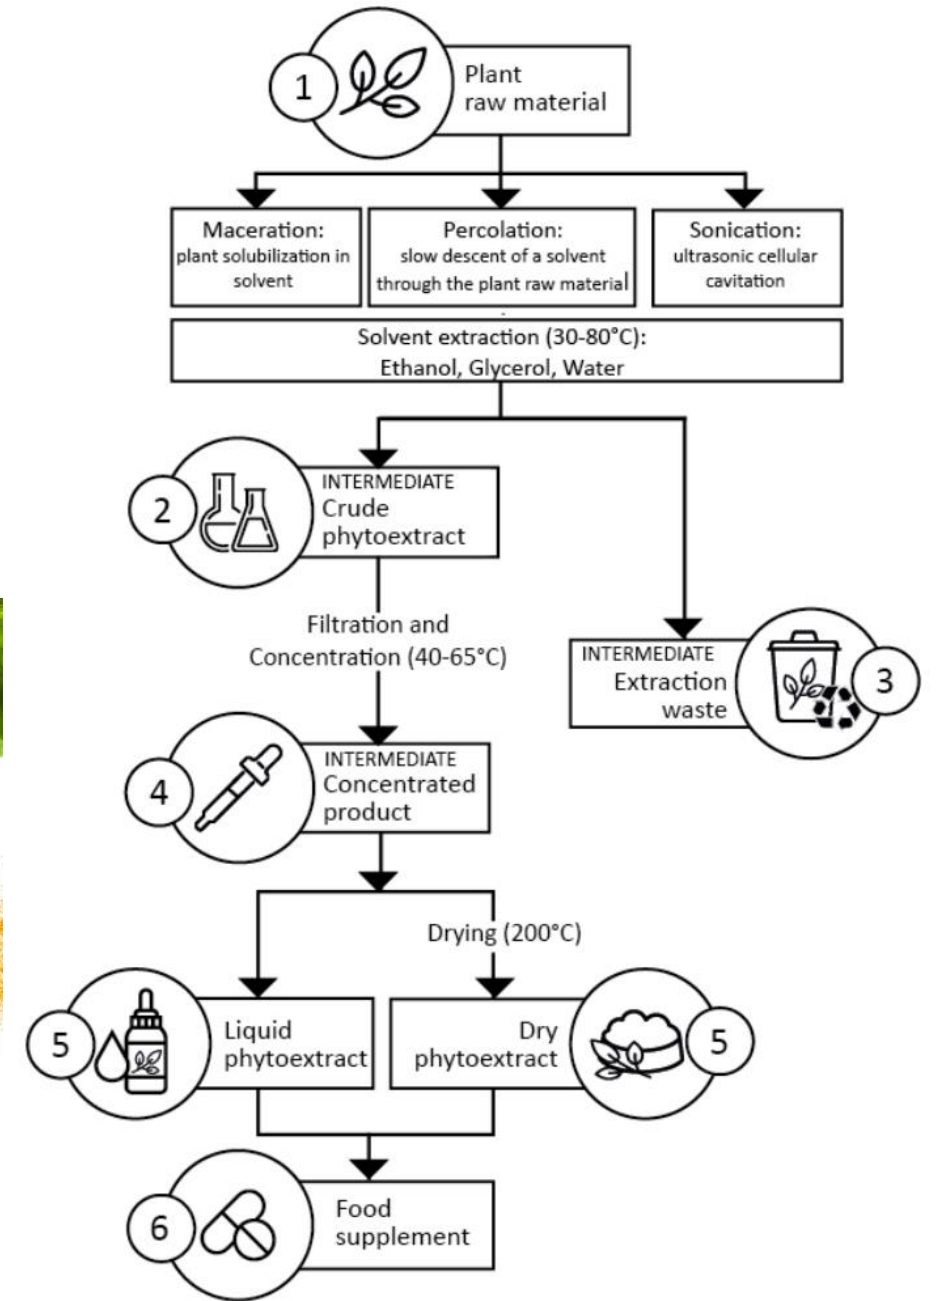 1
Plant
raw material
Maceration:
plant solubilization in
solvent
Percolation:
slow descent of a solvent
through the plant raw material
Sonication:
ultrasonic cellular
cavitation
Solvent extraction (30-80°C):
Ethanol, Glycerol, Water
2
INTERMEDIATE
Crude
phytoextract
Filtration and
Concentration (40-65°C)
INTERMEDIATE
Extraction
waste
3
4
INTERMEDIATE
Concentrated
product
Drying (200°C)
5
Liquid
phytoextract
Dry
phytoextract
5
6
Food
supplement